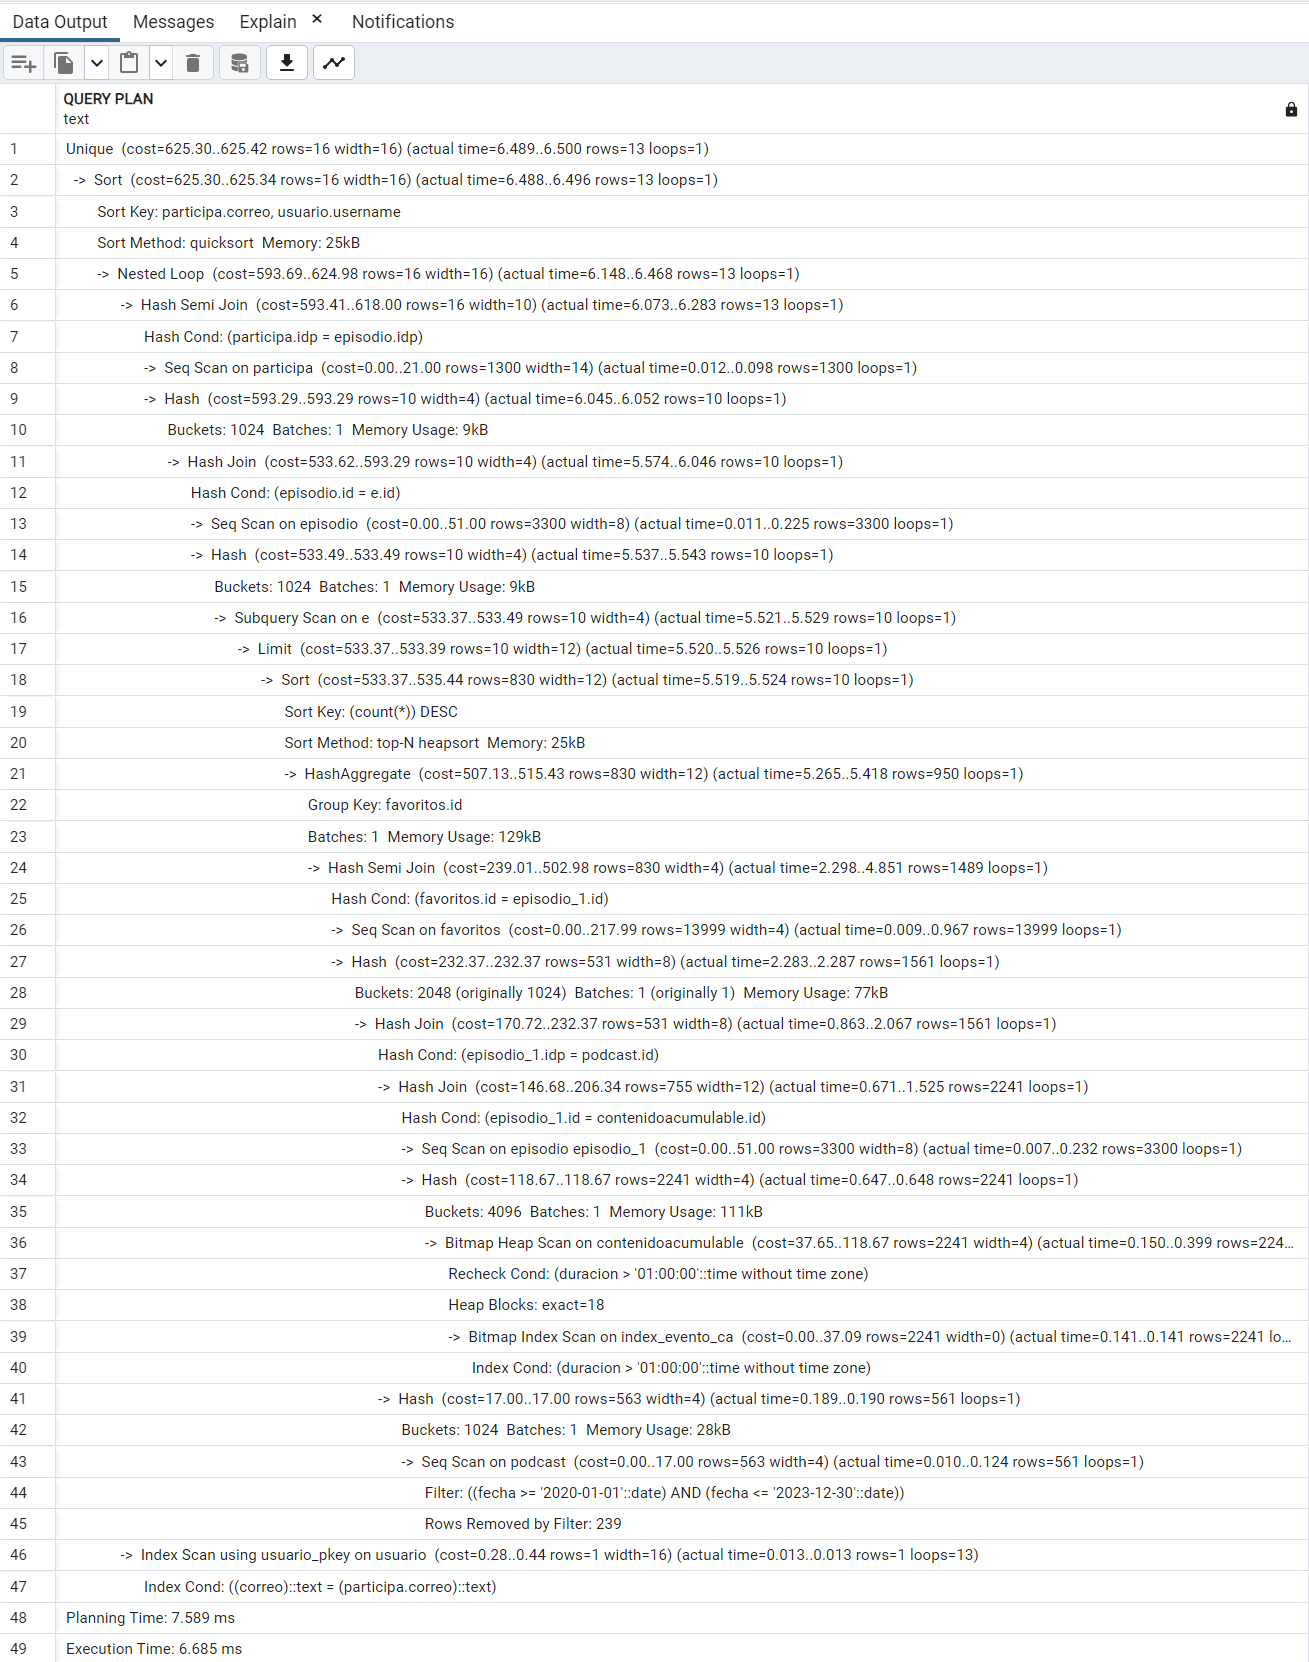 Data Output Messages Explain × Notifications
QUERY PLAN
text
1 Unique (cost=625.30..625.42 rows=16 width=16) (actual time=6.489..6.500 rows=13 loops=1)
2 -> Sort (cost=625.30..625.34 rows=16 width=16) (actual time=6.488..6.496 rows=13 loops=1)
3 Sort Key: participa.correo, usuario.username
4 Sort Method: quicksort Memory: 25kB
5 -> Nested Loop (cost=593.69..624.98 rows=16 width=16) (actual time=6.148..6.468 rows=13 loops=1)
6 -> Hash Semi Join (cost=593.41..618.00 rows=16 width=10) (actual time=6.073..6.283 rows=13 loops=1)
7 Hash Cond: (participa.idp = episodio.idp)
8 -> Seq Scan on participa (cost=0.00..21.00 rows=1300 width=14) (actual time=0.012..0.098 rows=1300 loops=1)
9 -> Hash (cost=593.29..593.29 rows=10 width=4) (actual time=6.045..6.052 rows=10 loops=1)
10 Buckets: 1024 Batches: 1 Memory Usage: 9kB
11 -> Hash Join (cost=533.62..593.29 rows=10 width=4) (actual time=5.574..6.046 rows=10 loops=1)
12 Hash Cond: (episodio.id = e.id)
13 -> Seq Scan on episodio (cost=0.00..51.00 rows=3300 width=8) (actual time=0.011..0.225 rows=3300 loops=1)
14 -> Hash (cost=533.49..533.49 rows=10 width=4) (actual time=5.537..5.543 rows=10 loops=1)
15 Buckets: 1024 Batches: 1 Memory Usage: 9kB
16 -> Subquery Scan on e (cost=533.37..533.49 rows=10 width=4) (actual time=5.521..5.529 rows=10 loops=1)
17 -> Limit (cost=533.37..533.39 rows=10 width=12) (actual time=5.520..5.526 rows=10 loops=1)
18 -> Sort (cost=533.37..535.44 rows=830 width=12) (actual time=5.519..5.524 rows=10 loops=1)
19 Sort Key: (count(*)) DESC
20 Sort Method: top-N heapsort Memory: 25kB
21 -> HashAggregate (cost=507.13..515.43 rows=830 width=12) (actual time=5.265..5.418 rows=950 loops=1)
22 Group Key: favoritos.id
23 Batches: 1 Memory Usage: 129kB
24 -> Hash Semi Join (cost=239.01..502.98 rows=830 width=4) (actual time=2.298..4.851 rows=1489 loops=1)
25 Hash Cond: (favoritos.id = episodio_1.id)
26 -> Seq Scan on favoritos (cost=0.00..217.99 rows=13999 width=4) (actual time=0.009..0.967 rows=13999 loops=1)
27 -> Hash (cost=232.37..232.37 rows=531 width=8) (actual time=2.283..2.287 rows=1561 loops=1)
28 Buckets: 2048 (originally 1024) Batches: 1 (originally 1) Memory Usage: 77kB
29 -> Hash Join (cost=170.72..232.37 rows=531 width=8) (actual time=0.863..2.067 rows=1561 loops=1)
30 Hash Cond: (episodio_1.idp = podcast.id)
31 -> Hash Join (cost=146.68..206.34 rows=755 width=12) (actual time=0.671..1.525 rows=2241 loops=1)
32 Hash Cond: (episodio_1.id = contenidoacumulable.id)
33 -> Seq Scan on episodio episodio_1 (cost=0.00..51.00 rows=3300 width=8) (actual time=0.007..0.232 rows=3300 loops=1)
34 -> Hash (cost=118.67..118.67 rows=2241 width=4) (actual time=0.647..0.648 rows=2241 loops=1)
35 Buckets: 4096 Batches: 1 Memory Usage: 111kB
36 -> Bitmap Heap Scan on contenidoacumulable (cost=37.65..118.67 rows=2241 width=4) (actual time=0.150..0.399 rows=224...
37 Recheck Cond: (duracion > '01:00:00'::time without time zone)
38 Heap Blocks: exact=18
39 -> Bitmap Index Scan on index_evento_ca (cost=0.00..37.09 rows=2241 width=0) (actual time=0.141..0.141 rows=2241 lo...
40 Index Cond: (duracion > '01:00:00'::time without time zone)
41 -> Hash (cost=17.00..17.00 rows=563 width=4) (actual time=0.189..0.190 rows=561 loops=1)
42 Buckets: 1024 Batches: 1 Memory Usage: 28kB
43 -> Seq Scan on podcast (cost=0.00..17.00 rows=563 width=4) (actual time=0.010..0.124 rows=561 loops=1)
44 Filter: ((fecha >= '2020-01-01'::date) AND (fecha <= '2023-12-30'::date))
45 Rows Removed by Filter: 239
46 -> Index Scan using usuario_pkey on usuario (cost=0.28..0.44 rows=1 width=16) (actual time=0.013..0.013 rows=1 loops=13)
47 Index Cond: ((correo)::text = (participa.correo)::text)
48 Planning Time: 7.589 ms
49 Execution Time: 6.685 ms